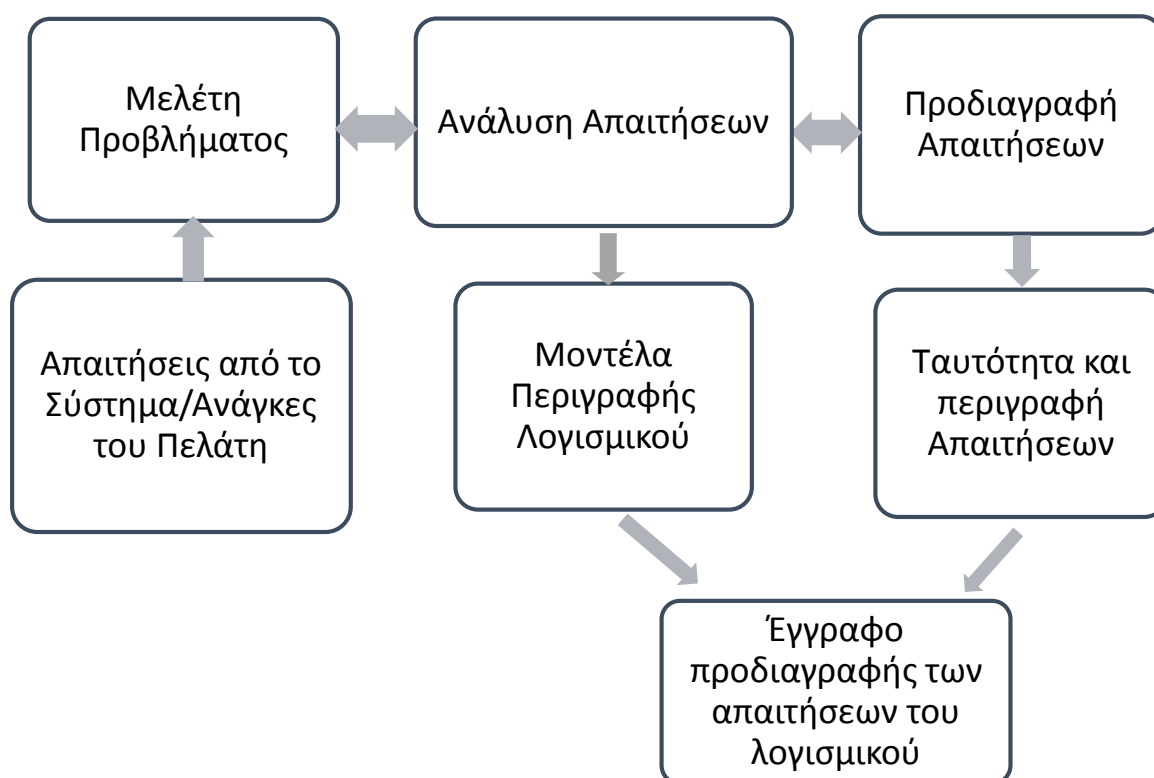 Μελέτη
Προβλήματος
Ανάλυση Απαιτήσεων
Προδιαγραφή
Απαιτήσεων
Απαιτήσεις από το
Σύστημα/Ανάγκες
του Πελάτη
Μοντέλα
Περιγραφής
Λογισμικού
Ταυτότητα και
περιγραφή
Απαιτήσεων
Έγγραφο
προδιαγραφής των
απαιτήσεων του
λογισμικού